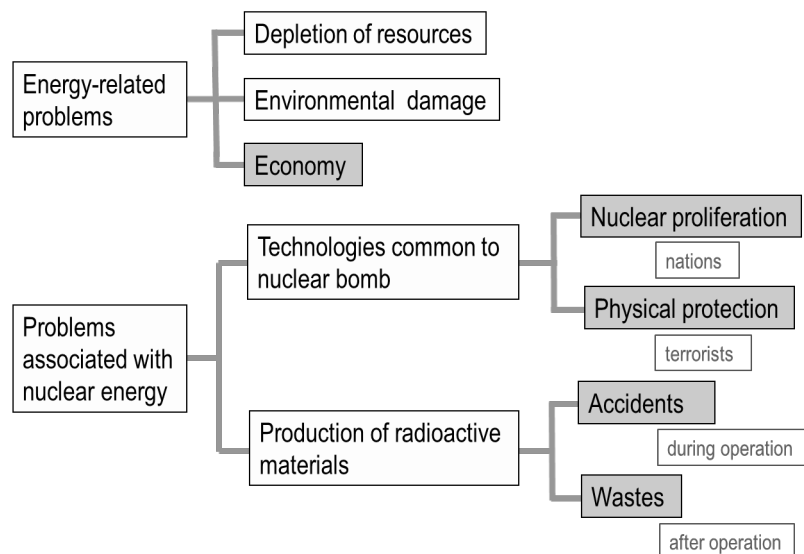 Energy-related
problems
Depletion of resources
Environmental damage
Economy
Problems
associated with
nuclear energy
Technologies common to
nuclear bomb
Nuclear proliferation
nations
Physical protection
terrorists
Production of radioactive
materials
Accidents
during operation
Wastes
after operation